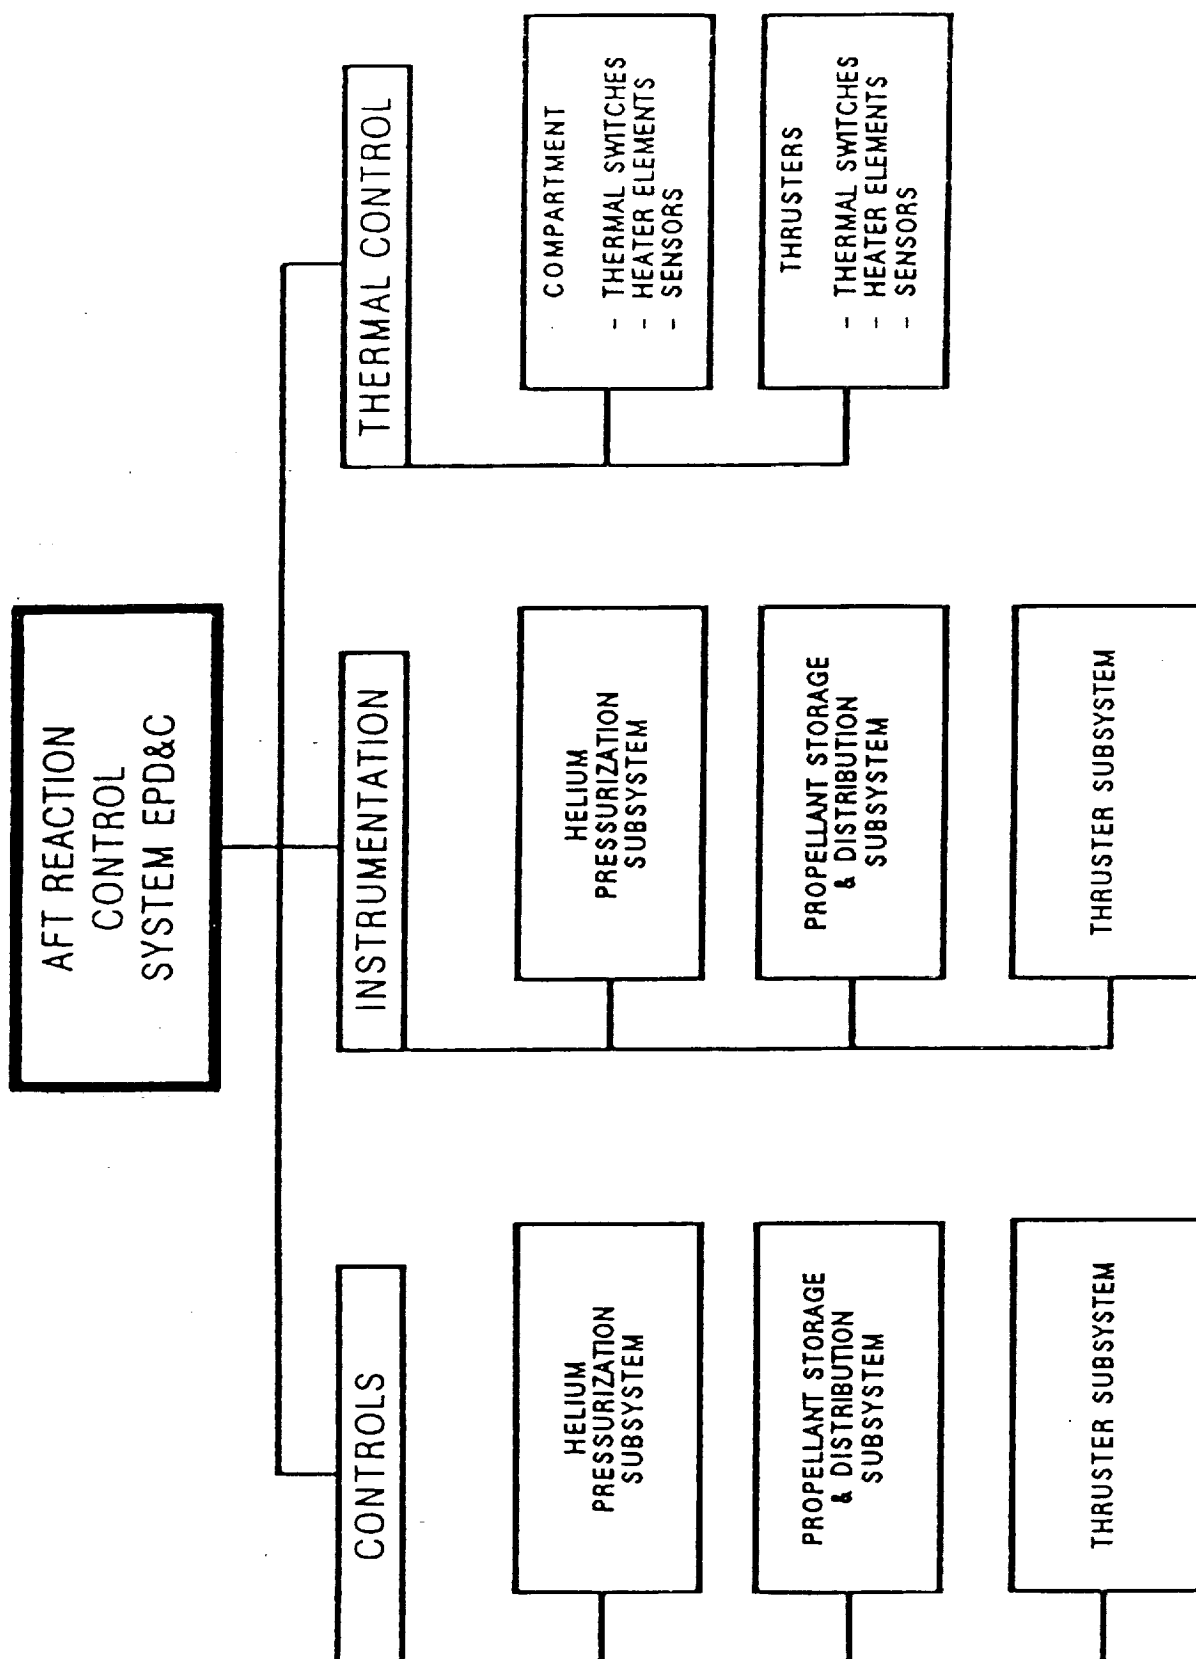 AFT REACTION
CONTROL
SYSTEM EPD&C
CONTROLS
HELIUM
PRESSURIZATION
SUBSYSTEM
PROPELLANT STORAGE
& DISTRIBUTION
SUBSYSTEM
THRUSTER SUBSYSTEM
INSTRUMENTATION
HELIUM
PRESSURIZATION
SUBSYSTEM
PROPELLANT STORAGE
& DISTRIBUTION
SUBSYSTEM
THRUSTER SUBSYSTEM
THERMAL CONTROL
COMPARTMENT
- THERMAL SWITCHES
- HEATER ELEMENTS
- SENSORS
THRUSTERS
- THERMAL SWITCHES
- HEATER ELEMENTS
- SENSORS